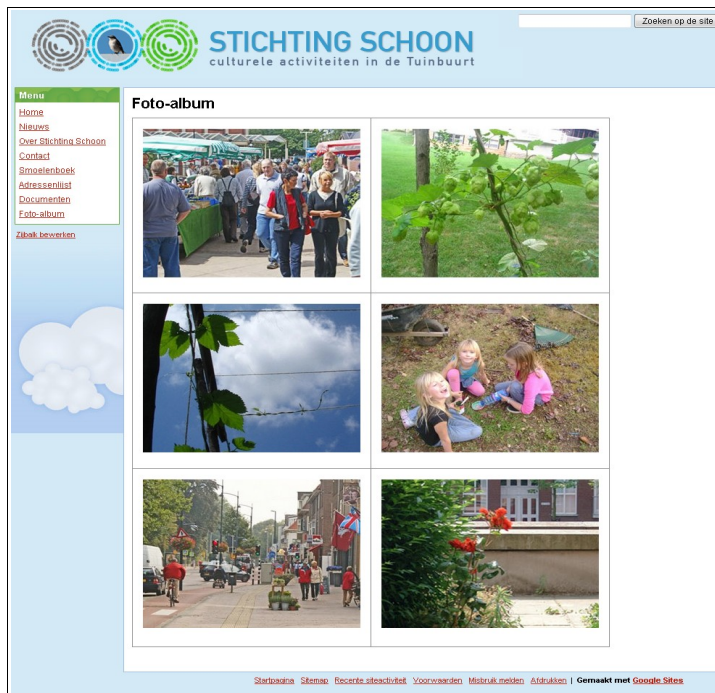 STICHTING SCHOON
culturele activiteiten in de Tuinbuurt
Zoeken op de site
Menu
Home
Nieuws
Over Stichting Schoon
Contact
Smoelenboek
Adressenlijst
Documenten
Foto-album
Zijbalk bewerken
Foto-album
Startpagina Sitemap Recente siteactiviteit Voorwaarden Misbruik melden Afdrukken | Gemaakt met Google Sites